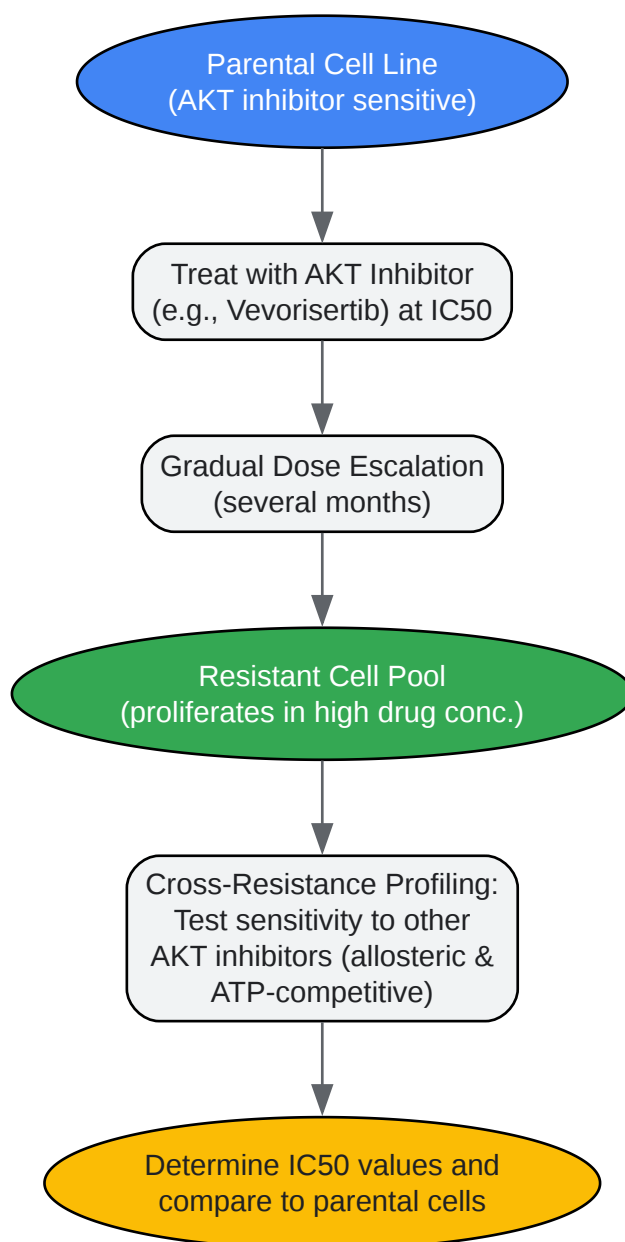 Parental Cell Line
(AKT inhibitor sensitive)
Treat with AKT Inhibitor
(e.g., Vevorisertib) at IC50
Gradual Dose Escalation
(several months)
Resistant Cell Pool
(proliferates in high drug conc.)
Cross-Resistance Profiling:
Test sensitivity to other
AKT inhibitors (allosteric &
ATP-competitive)
Determine IC50 values and
compare to parental cells